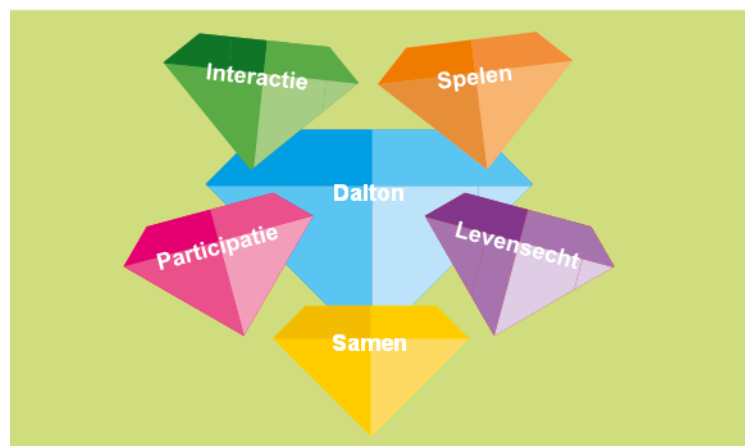 Interactie
Spelen
Dalton
Participatie
Levensecht
Samen